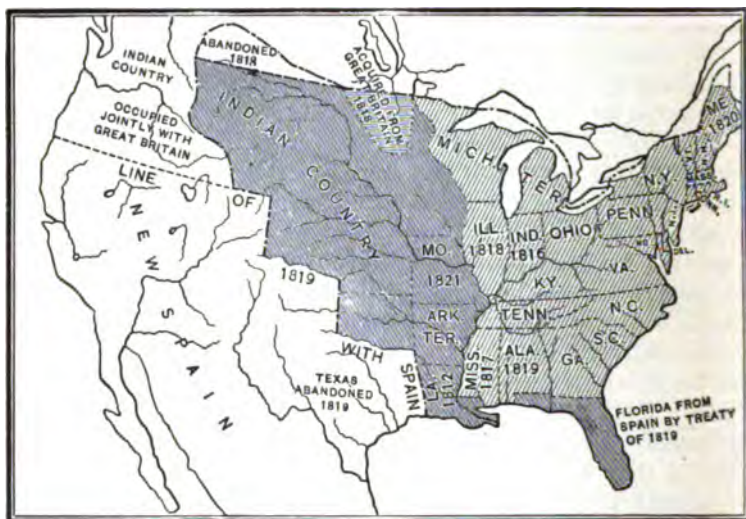 INDIAN
COUNTRY
ABANDONED
1818
ACQUIRED FROM
GREAT BRITAIN
1818
OCCUPIED
JOINTLY WITH
GREAT BRITAIN
INDIAN COUNTRY
MICH. TER.
ME.
1820
N.Y.
PENN
LINE OF 1819 WITH SPAIN
NEW SPAIN
ILL.
1818
IND.
1816
OHIO
DEL.
MO.
1821
KY.
VA.
ARK
TER.
TENN.
N.C.
S.C.
TEXAS
ABANDONED
1819
LA.
1812
MISS.
1817
ALA.
1819
GA.
FLORIDA FROM
SPAIN BY TREATY
OF 1819